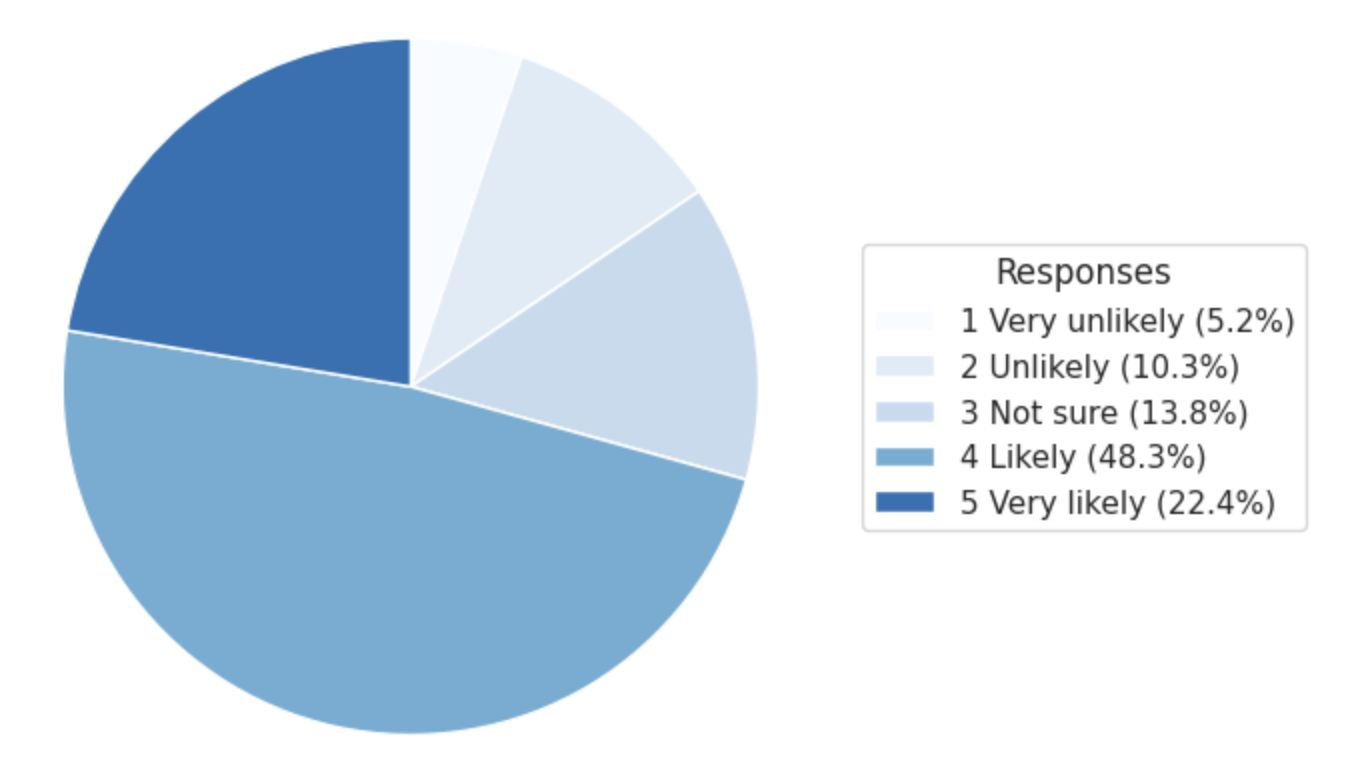 Responses
1 Very unlikely (5.2%)
2 Unlikely (10.3%)
3 Not sure (13.8%)
4 Likely (48.3%)
5 Very likely (22.4%)